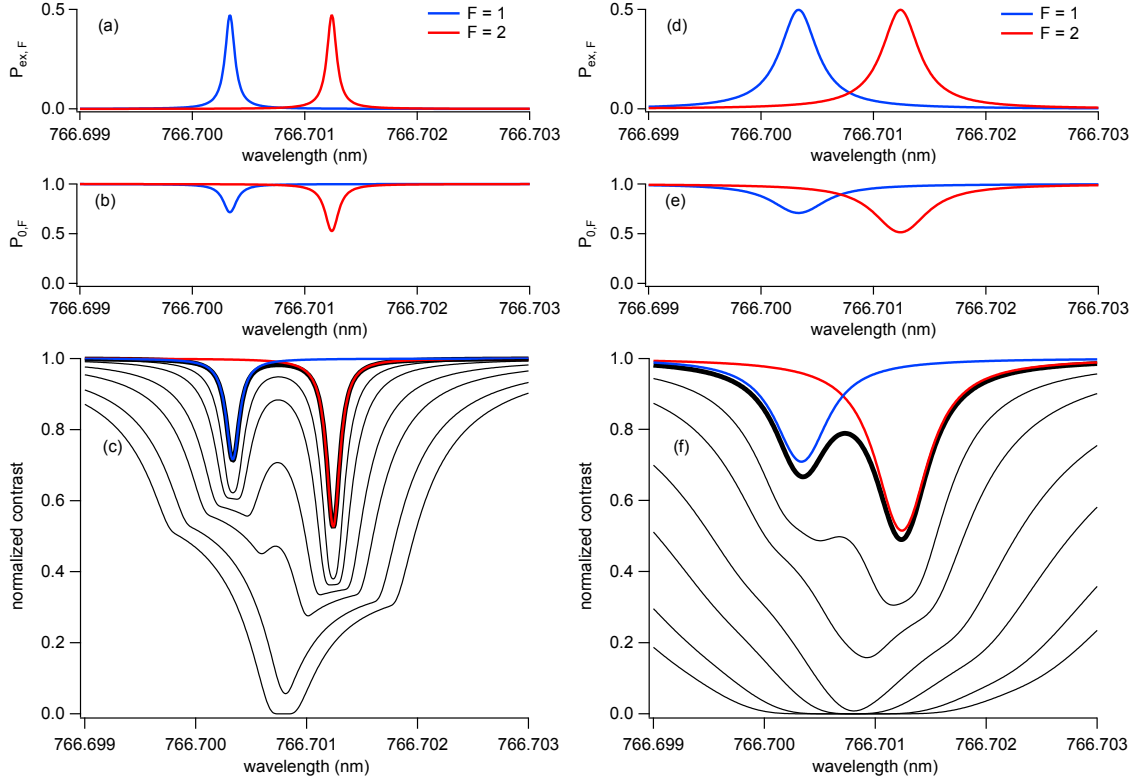 (a)
F = 1
F = 2
P_ex, F
0.5
0.0
766.699 766.700 766.701 766.702 766.703
wavelength (nm)
(b)
P_0,F
1.0
0.5
0.0
766.699 766.700 766.701 766.702 766.703
wavelength (nm)
(c)
normalized contrast
1.0
0.8
0.6
0.4
0.2
0.0
766.699 766.700 766.701 766.702 766.703
wavelength (nm)
(d)
F = 1
F = 2
P_ex, F
0.5
0.0
766.699 766.700 766.701 766.702 766.703
wavelength (nm)
(e)
P_0,F
1.0
0.5
0.0
766.699 766.700 766.701 766.702 766.703
wavelength (nm)
(f)
normalized contrast
1.0
0.8
0.6
0.4
0.2
0.0
766.699 766.700 766.701 766.702 766.703
wavelength (nm)